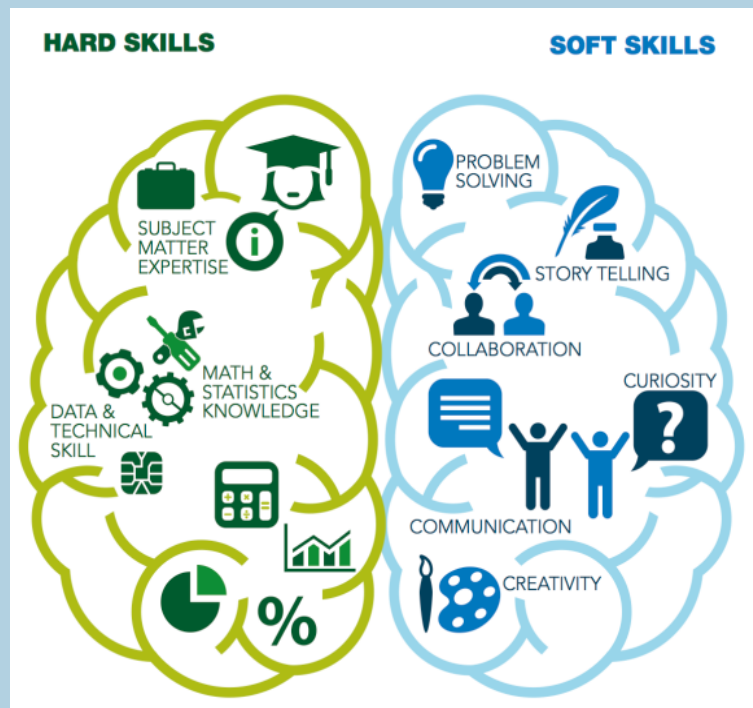 HARD SKILLS
SOFT SKILLS
SUBJECT
MATTER
EXPERTISE
i
MATH &
STATISTICS
KNOWLEDGE
DATA &
TECHNICAL
SKILL
+ ×
− ÷ =
%
PROBLEM
SOLVING
STORY TELLING
COLLABORATION
CURIOSITY
?
COMMUNICATION
CREATIVITY